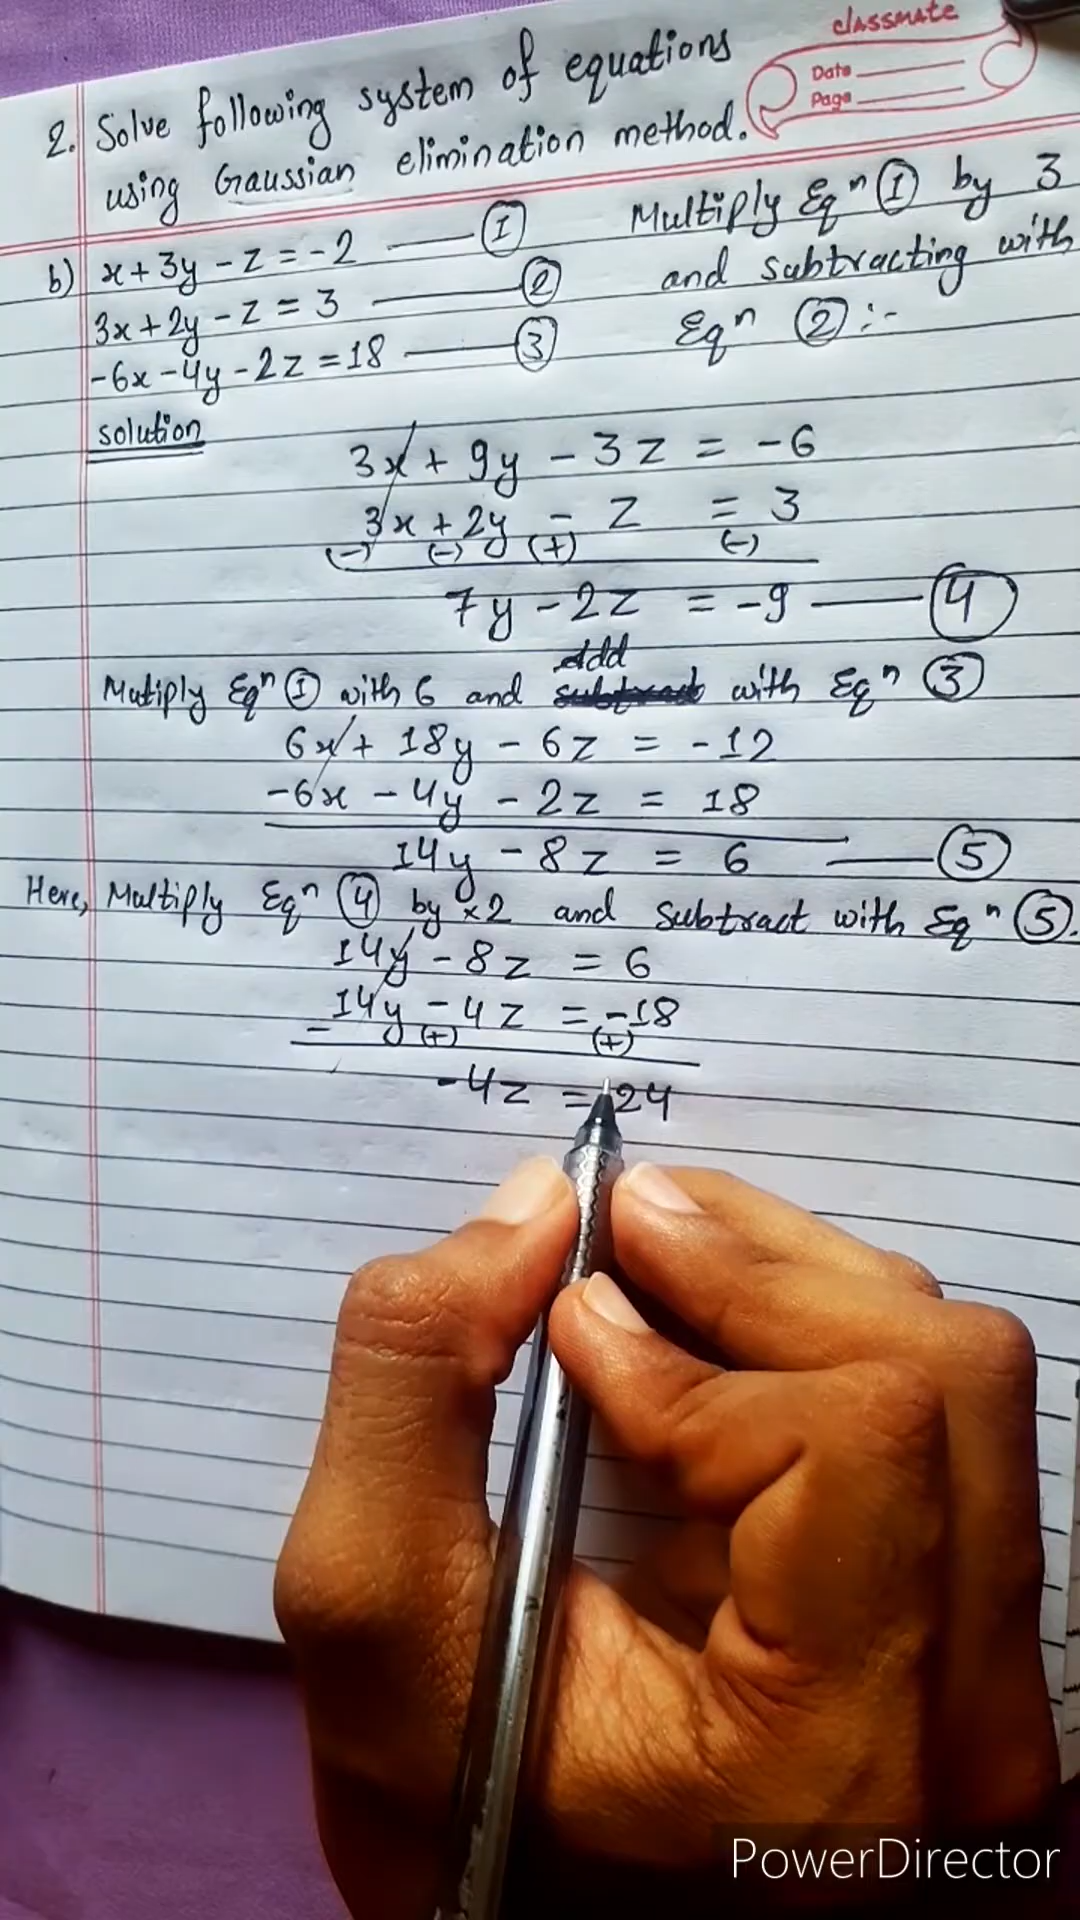 classmate
Date
Page
2. Solve following system of equations
using Gaussian elimination method.
b) x + 3y - z = -2 —— ①
3x + 2y - z = 3 —— ②
-6x - 4y - 2z = 18 —— ③
Multiply Eqⁿ ① by 3
and subtracting with
Eqⁿ ② :-
solution
3x + 9y - 3z = -6
3x + 2y - z = 3
(-) (-) (+) (-)
7y - 2z = -9 —— ④
add
Mutiply Eqⁿ ① with 6 and subtract with Eqⁿ ③
6x + 18y - 6z = -12
-6x - 4y - 2z = 18
14y - 8z = 6 —— ⑤
Here, Multiply Eqⁿ ④ by ×2 and subtract with Eqⁿ ⑤.
14y - 8z = 6
14y - 4z = -18
- (+) (+)
-4z = 24
PowerDirector